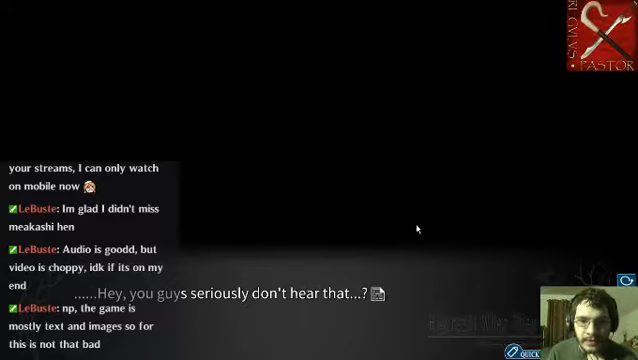 your streams, I can only watch
on mobile now
LeBuste: Im glad I didn't miss
meakashi hen
LeBuste: Audio is goodd, but
video is choppy, idk if its on my
end
......Hey, you guys seriously don't hear that...?
LeBuste: np, the game is
mostly text and images so for
this is not that bad
PASTOR
QUICK